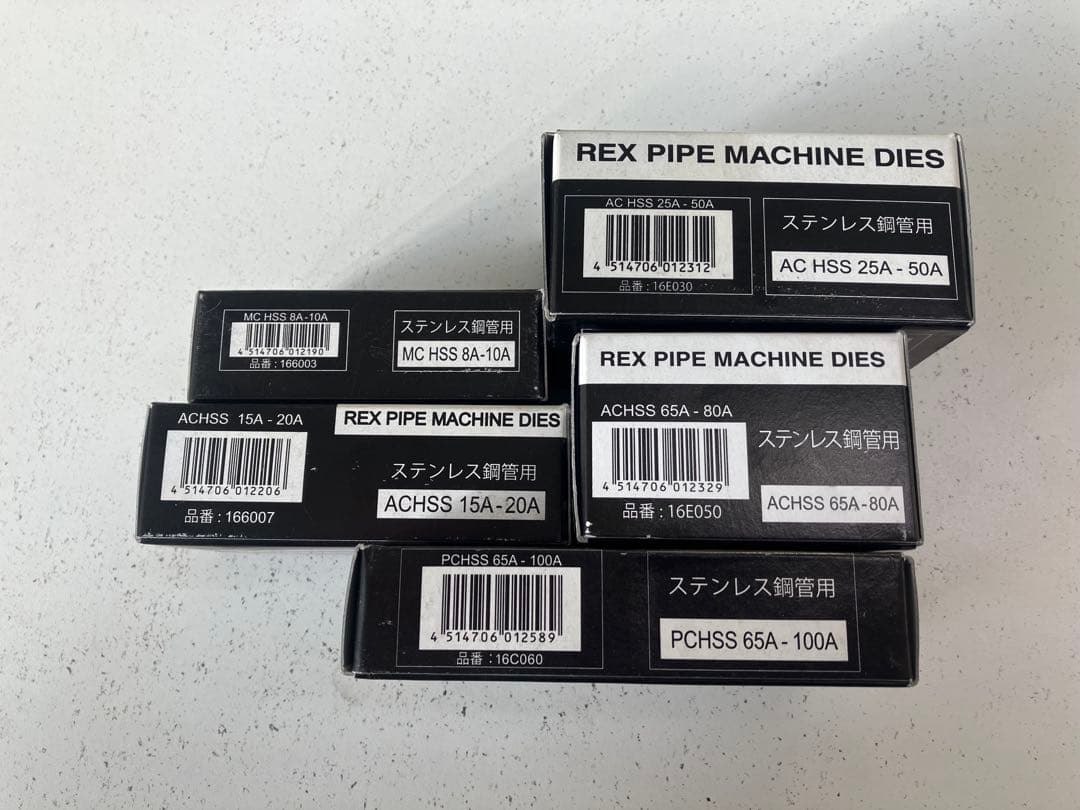 REX PIPE MACHINE DIES
AC HSS 25A - 50A
4 514706 012312
品番 : 16E030
ステンレス鋼管用
AC HSS 25A - 50A
MC HSS 8A-10A
4 514706 012190
品番 : 166003
ステンレス鋼管用
MC HSS 8A-10A
REX PIPE MACHINE DIES
ACHSS 65A - 80A
4 514706 012329
品番 : 16E050
ステンレス鋼管用
ACHSS 65A-80A
ACHSS 15A - 20A
4 514706 012206
品番 : 166007
REX PIPE MACHINE DIES
ステンレス鋼管用
ACHSS 15A-20A
PCHSS 65A - 100A
4 514706 012589
品番 : 16C060
ステンレス鋼管用
PCHSS 65A-100A